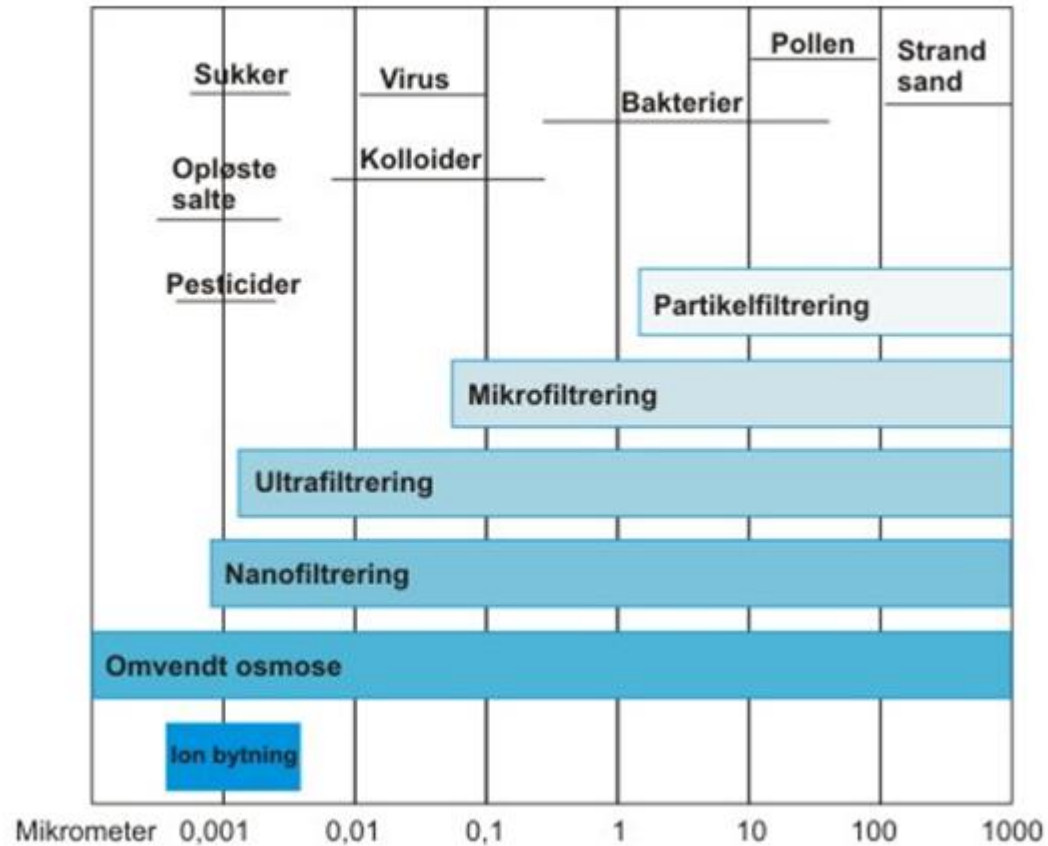 Pollen
Strand
sand
Sukker
Virus
Bakterier
Kolloider
Opløste
salte
Pesticider
Partikelfiltrering
Mikrofiltrering
Ultrafiltrering
Nanofiltrering
Omvendt osmose
Ion bytning
Mikrometer 0,001 0,01 0,1 1 10 100 1000